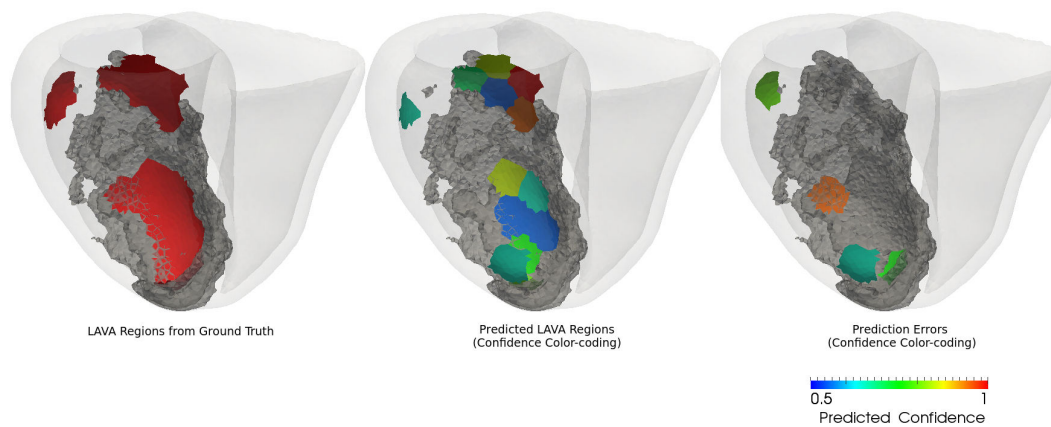 LAVA Regions from Ground Truth
Predicted LAVA Regions
(Confidence Color-coding)
Prediction Errors
(Confidence Color-coding)
0.5 1
Predicted Confidence